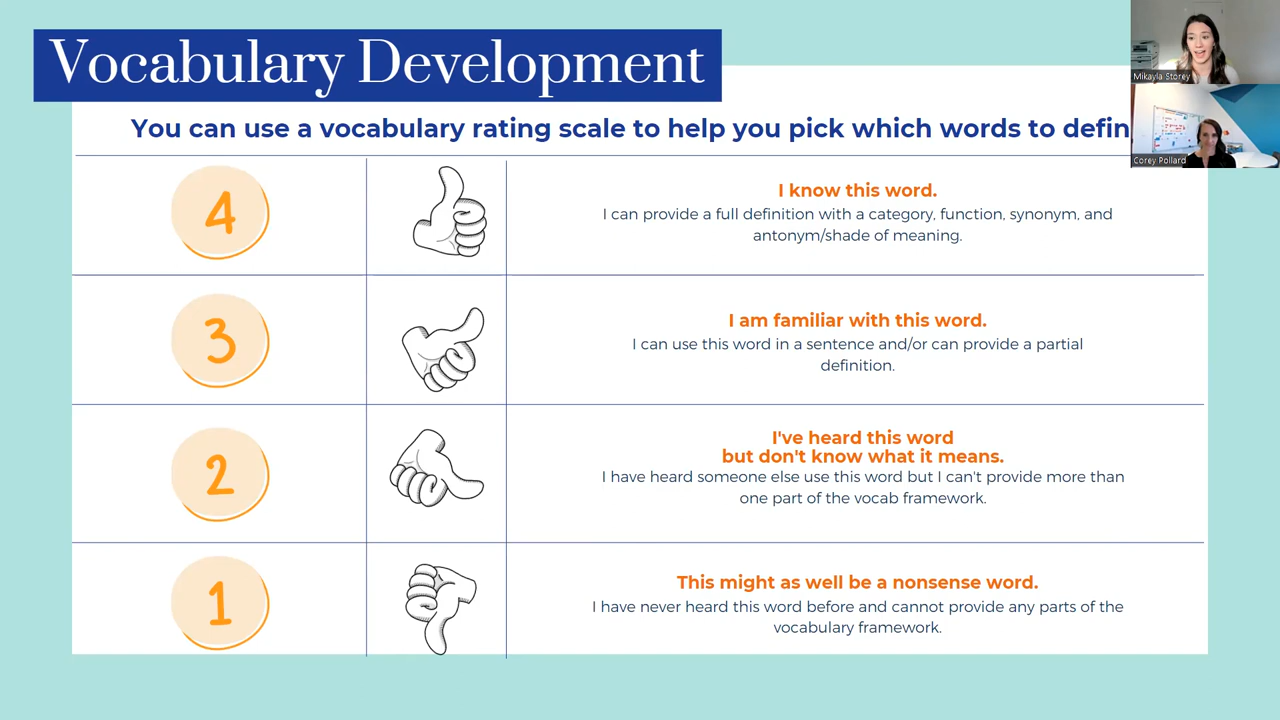 Vocabulary Development
Mikayla Storey
You can use a vocabulary rating scale to help you pick which words to defin
Corey Pollard
4
I know this word.
I can provide a full definition with a category, function, synonym, and
antonym/shade of meaning.
3
I am familiar with this word.
I can use this word in a sentence and/or can provide a partial
definition.
2
I've heard this word
but don't know what it means.
I have heard someone else use this word but I can't provide more than
one part of the vocab framework.
1
This might as well be a nonsense word.
I have never heard this word before and cannot provide any parts of the
vocabulary framework.